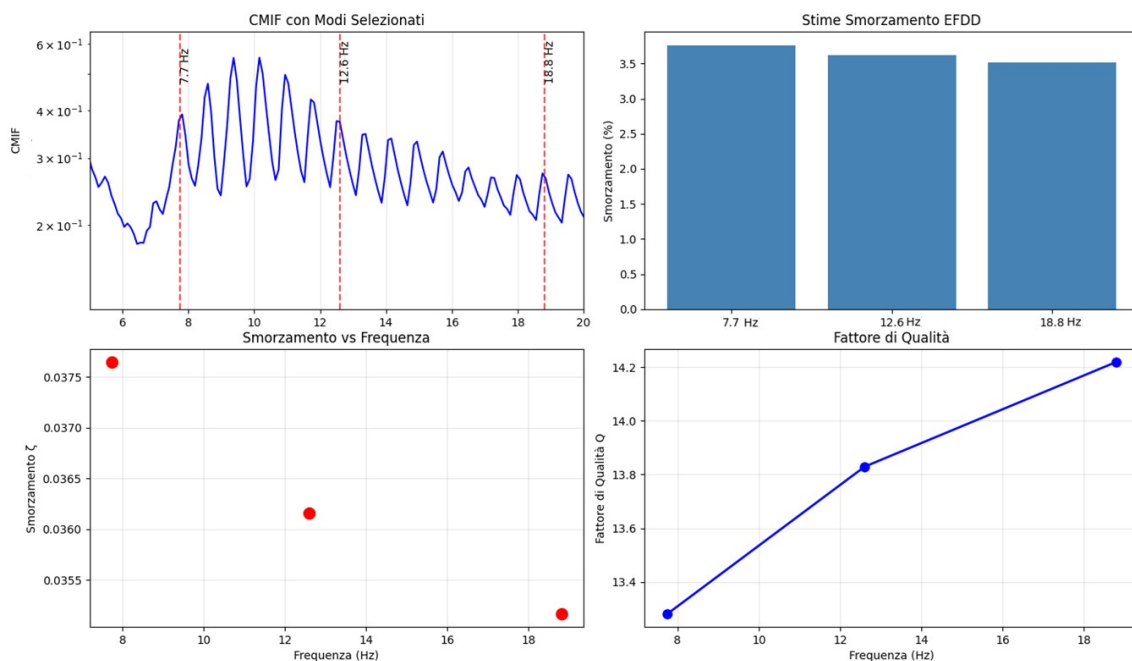 CMIF con Modi Selezionati
6 × 10⁻¹
4 × 10⁻¹
3 × 10⁻¹
2 × 10⁻¹
CMIF
7.7 Hz
12.6 Hz
18.8 Hz
6 8 10 12 14 16 18 20
Stime Smorzamento EFDD
3.5
3.0
2.5
2.0
1.5
1.0
0.5
0.0
Smorzamento (%)
7.7 Hz 12.6 Hz 18.8 Hz
Smorzamento vs Frequenza
0.0375
0.0370
0.0365
0.0360
0.0355
Smorzamento ζ
8 10 12 14 16 18
Frequenza (Hz)
Fattore di Qualità
14.2
14.0
13.8
13.6
13.4
Fattore di Qualità Q
8 10 12 14 16 18
Frequenza (Hz)